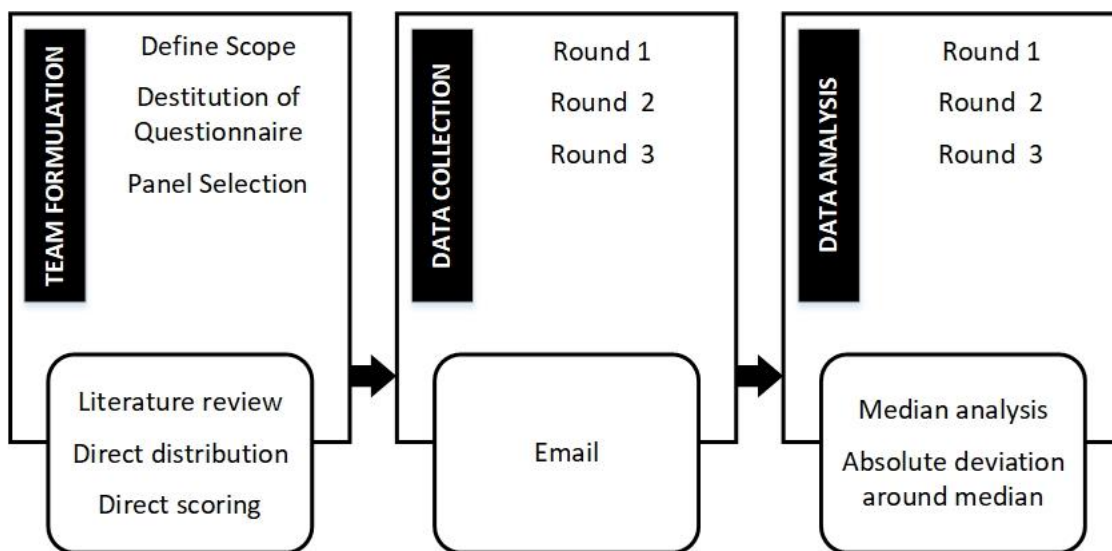 TEAM FORMULATION
Define Scope
Destitution of
Questionnaire
Panel Selection
Literature review
Direct distribution
Direct scoring
DATA COLLECTION
Round 1
Round 2
Round 3
Email
DATA ANALYSIS
Round 1
Round 2
Round 3
Median analysis
Absolute deviation
around median